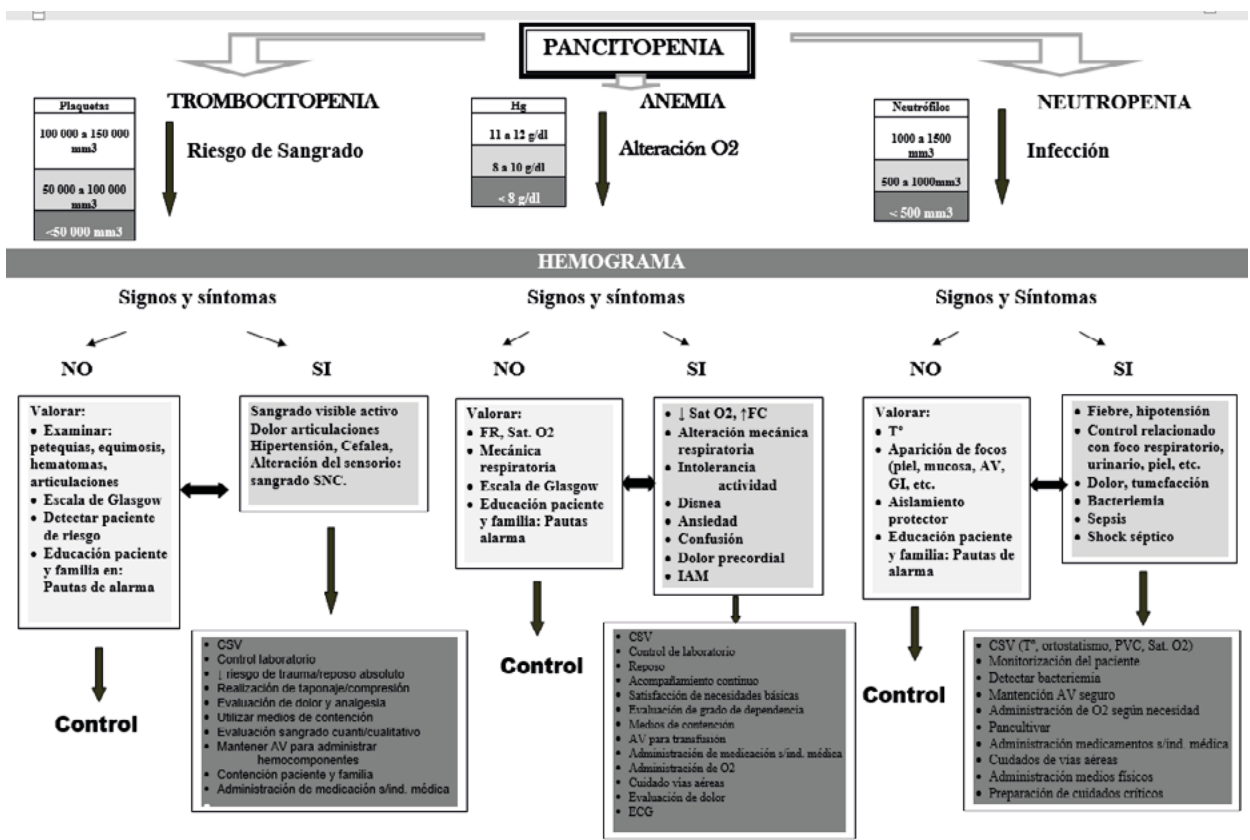 PANCITOPENIA
TROMBOCITOPENIA
Plaquetas
100 000 a 150 000
mm3
50 000 a 100 000
mm3
<50 000 mm3
Riesgo de Sangrado
ANEMIA
Hg
11 a 12 g/dl
8 a 10 g/dl
< 8 g/dl
Alteración O2
NEUTROPENIA
Neutrófilos
1000 a 1500
mm3
500 a 1000mm3
< 500 mm3
Infección
HEMOGRAMA
Signos y síntomas
NO
SI
Valorar:
• Examinar:
petequias, equimosis,
hematomas,
articulaciones
• Escala de Glasgow
• Detectar paciente
de riesgo
• Educación paciente
y familia en:
Pautas de alarma
Control
Sangrado visible activo
Dolor articulaciones
Hipertensión, Cefalea,
Alteración del sensorio:
sangrado SNC.
• CSV
• Control laboratorio
• ↓ riesgo de trauma/reposo absoluto
• Realización de taponaje/compresión
• Evaluación de dolor y analgesia
• Utilizar medios de contención
• Evaluación sangrado cuanti/cualitativo
• Mantener AV para administrar
hemocomponentes
• Contención paciente y familia
• Administración de medicación s/ind. médica
Signos y síntomas
NO
SI
Valorar:
• FR, Sat. O2
• Mecánica
respiratoria
• Escala de Glasgow
• Educación paciente
y familia: Pautas
alarma
Control
• ↓ Sat O2, ↑FC
• Alteración mecánica
respiratoria
• Intolerancia
actividad
• Disnea
• Ansiedad
• Confusión
• Dolor precordial
• IAM
• CSV
• Control de laboratorio
• Reposo
• Acompañamiento continuo
• Satisfacción de necesidades básicas
• Evaluación de grado de dependencia
• Medios de contención
• AV para transfusión
• Administración de medicación s/ind. médica
• Administración de O2
• Cuidado vías aéreas
• Evaluación de dolor
• ECG
Signos y Síntomas
NO
SI
Valorar:
• Tº
• Aparición de focos
(piel, mucosa, AV,
GI, etc.
• Aislamiento
protector
• Educación paciente
y familia: Pautas de
alarma
Control
• Fiebre, hipotensión
• Control relacionado
con foco respiratorio,
urinario, piel, etc.
• Dolor, tumefacción
• Bacteriemia
• Sepsis
• Shock séptico
• CSV (Tº, ortostatismo, PVC, Sat. O2)
• Monitorización del paciente
• Detectar bacteriemia
• Mantención AV seguro
• Administración de O2 según necesidad
• Pancultivar
• Administración medicamentos s/ind. médica
• Cuidados de vías aéreas
• Administración medios físicos
• Preparación de cuidados críticos